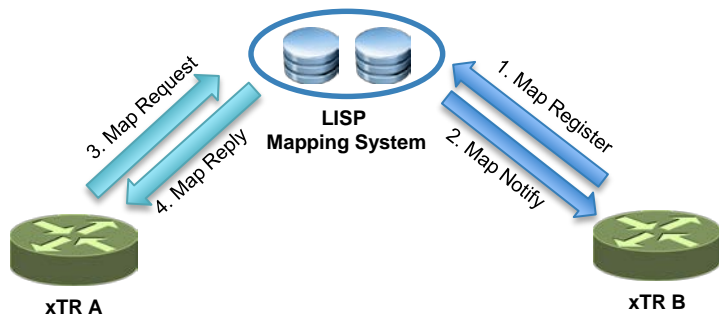 1. Map Register
2. Map Notify
3. Map Request
4. Map Reply
LISP
Mapping System
xTR A
xTR B